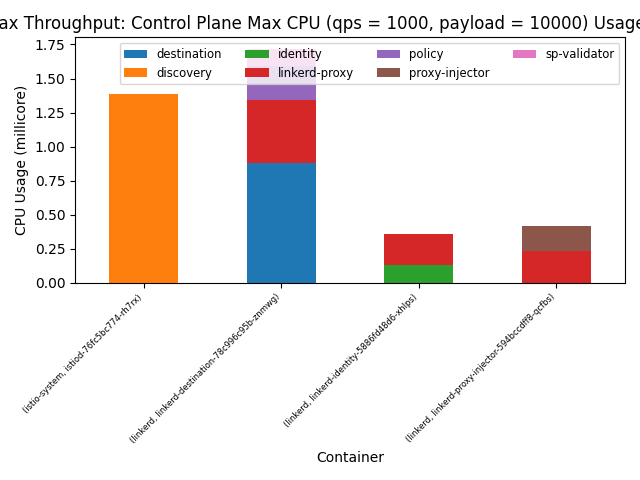 ax Throughput: Control Plane Max CPU (qps = 1000, payload = 10000) Usage
destination
identity
policy
sp-validator
discovery
linkerd-proxy
proxy-injector
CPU Usage (millicore)
1.75
1.50
1.25
1.00
0.75
0.50
0.25
0.00
(istio-system, istiod-76fc5bc774-rh7rx)
(linkerd, linkerd-destination-78c996c95b-znmwg)
(linkerd, linkerd-identity-5886fd48d6-xhlps)
(linkerd, linkerd-proxy-injector-594bccdff8-qcfbs)
Container